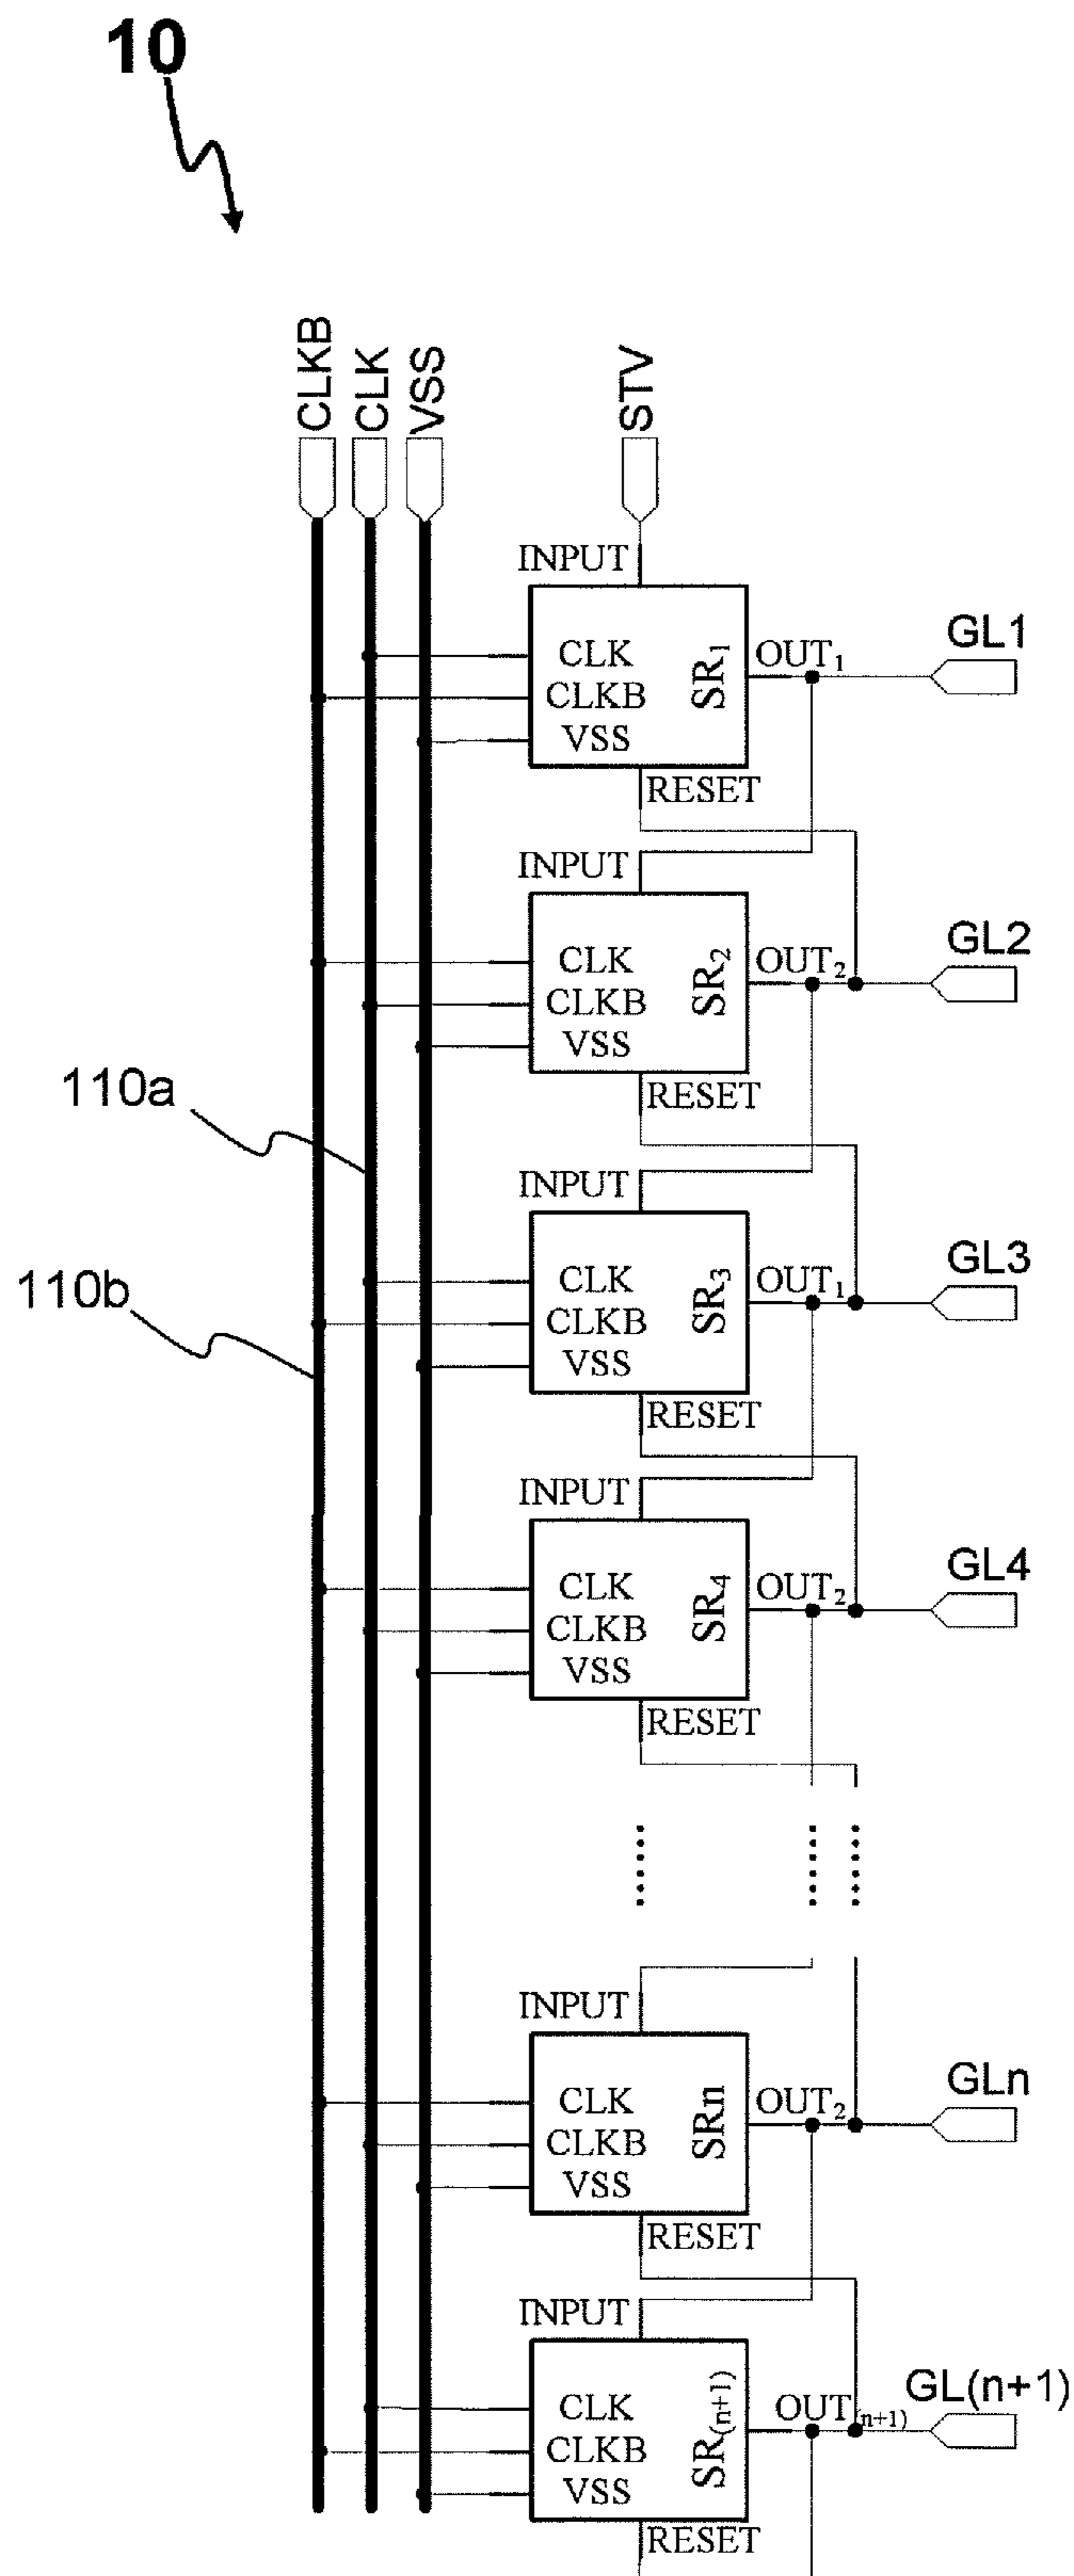 10
CLKB
CLK
VSS
STV
INPUT
CLK
CLKB
VSS
SR₁
OUT₁
GL1
RESET
INPUT
CLK
CLKB
VSS
SR₂
OUT₂
GL2
RESET
110a
INPUT
CLK
CLKB
VSS
SR₃
OUT₁
GL3
RESET
110b
INPUT
CLK
CLKB
VSS
SR₄
OUT₂
GL4
RESET
......
......
......
INPUT
CLK
CLKB
VSS
SRn
OUT₂
GLn
RESET
INPUT
CLK
CLKB
VSS
SR(n+1)
OUT(n+1)
GL(n+1)
RESET